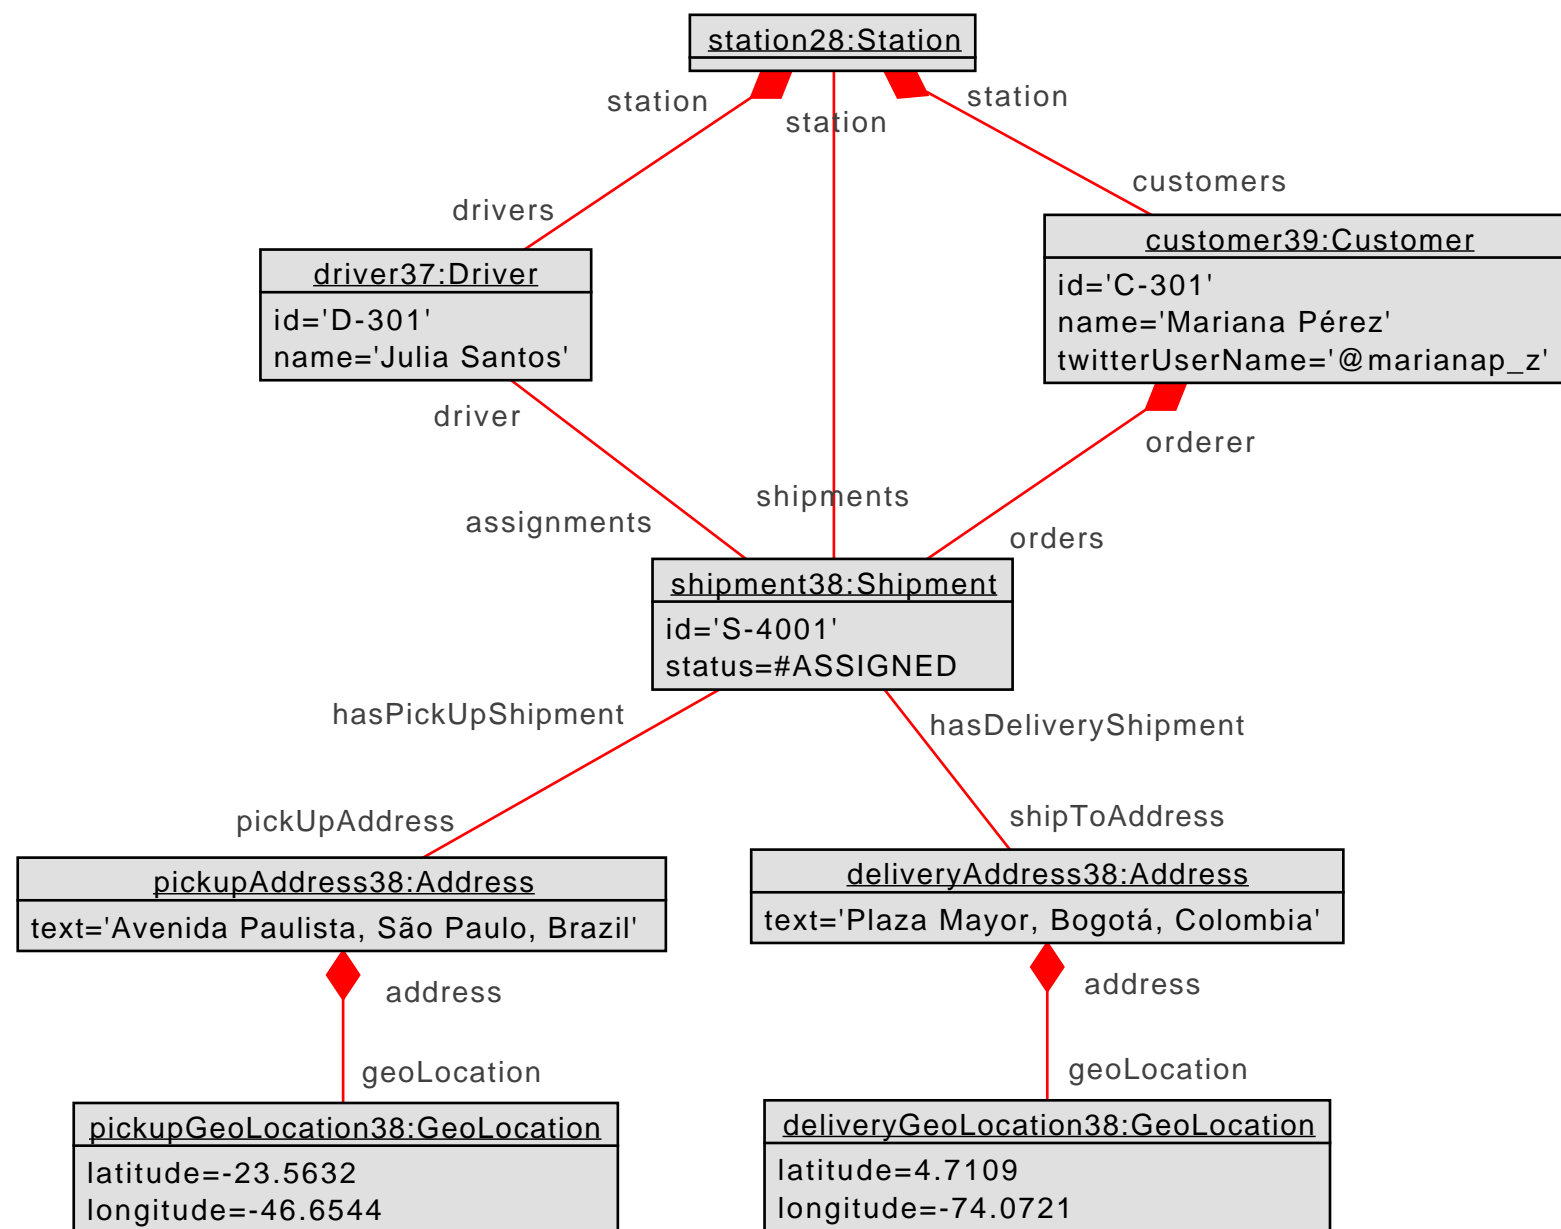 station28:Station
station
station
station
drivers
customers
driver37:Driver
id='D-301'
name='Julia Santos'
customer39:Customer
id='C-301'
name='Mariana Pérez'
twitterUserName='@marianap_z'
driver
orderer
assignments
shipments
orders
shipment38:Shipment
id='S-4001'
status=#ASSIGNED
hasPickUpShipment
hasDeliveryShipment
pickUpAddress
shipToAddress
pickupAddress38:Address
text='Avenida Paulista, São Paulo, Brazil'
deliveryAddress38:Address
text='Plaza Mayor, Bogotá, Colombia'
address
address
geoLocation
geoLocation
pickupGeoLocation38:GeoLocation
latitude=-23.5632
longitude=-46.6544
deliveryGeoLocation38:GeoLocation
latitude=4.7109
longitude=-74.0721